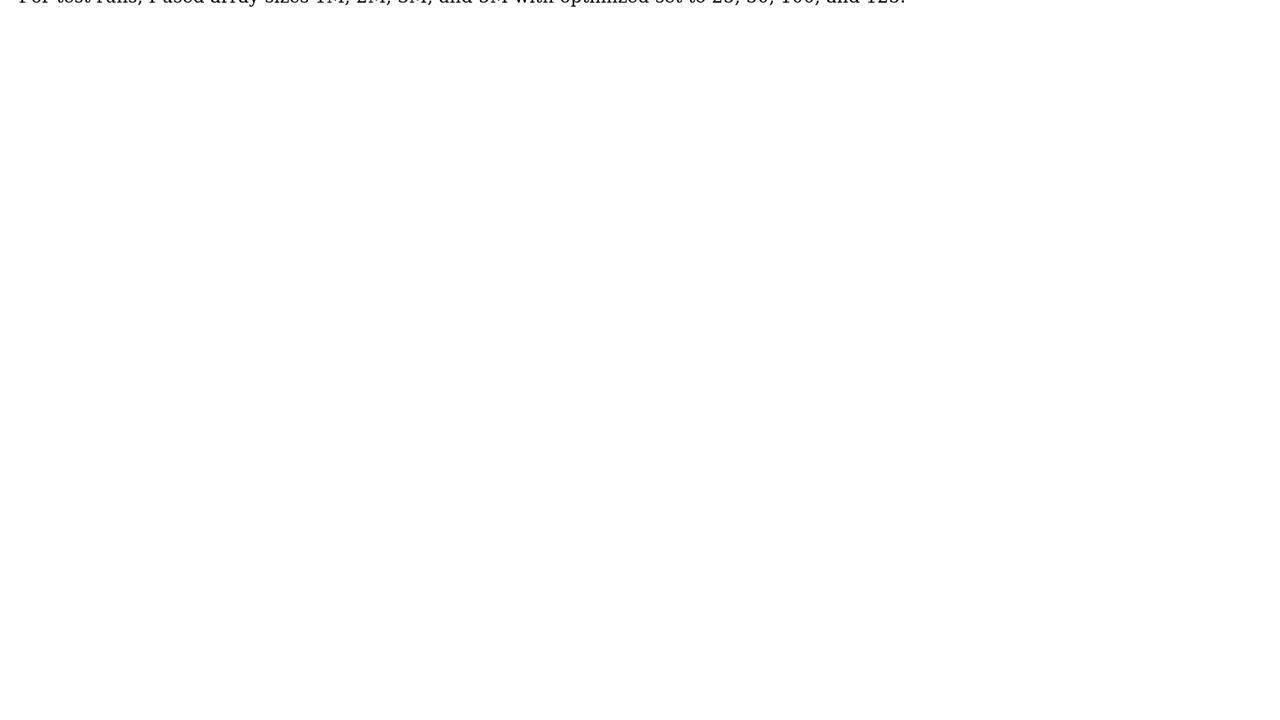 For test runs, I used array sizes 1M, 2M, 3M, and 5M with optimized set to 25, 50, 100, and 125.